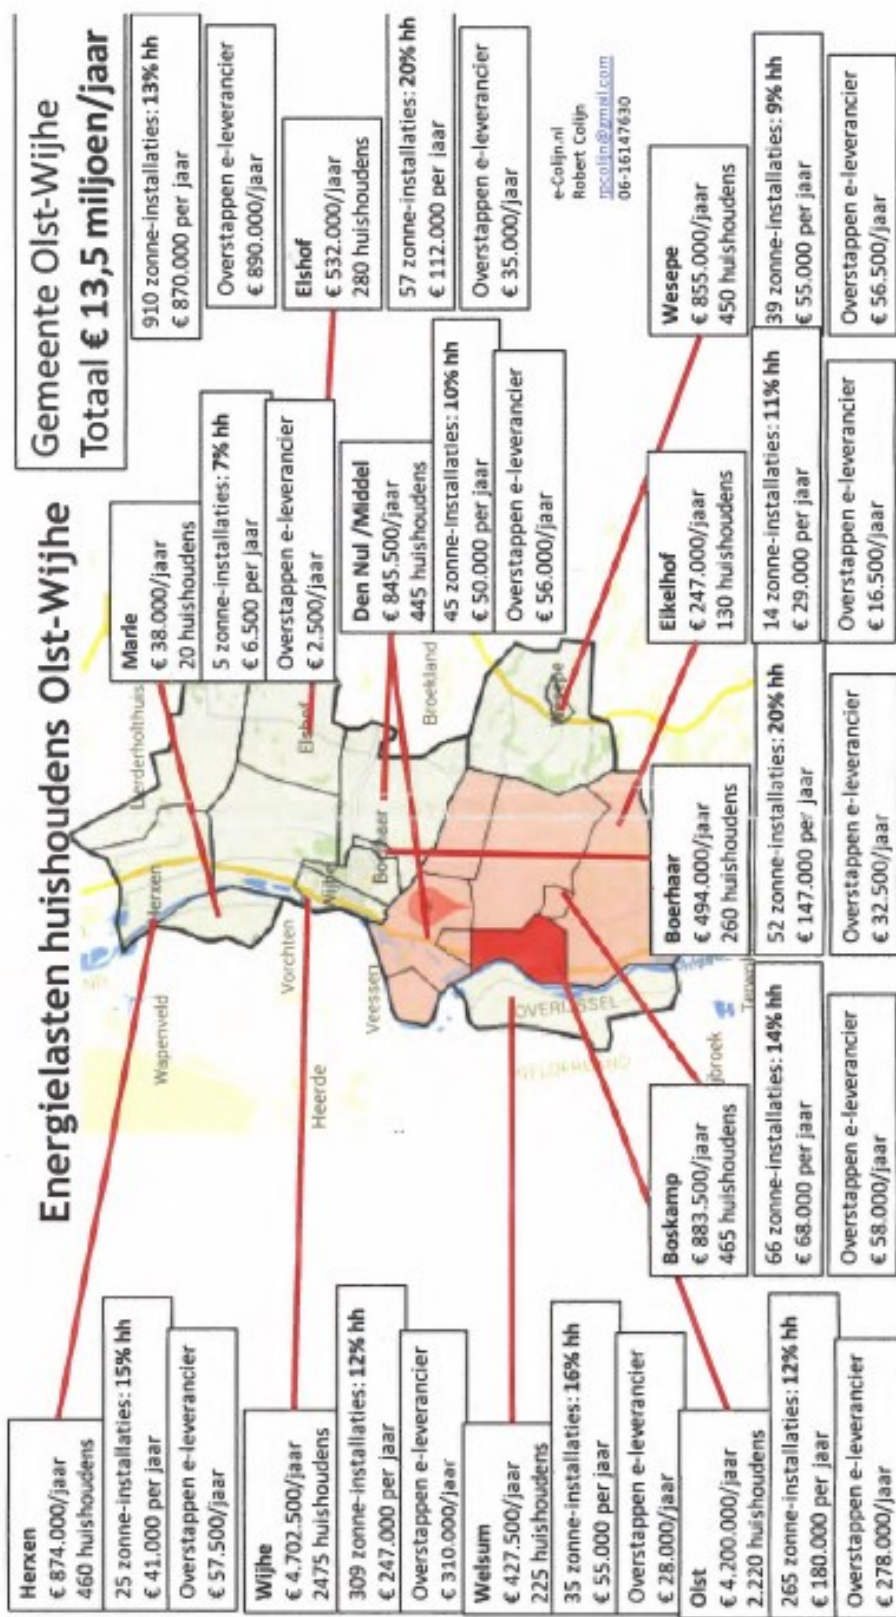 Energielasten huishoudens Olst-Wijhe
Gemeente Olst-Wijhe
Totaal € 13,5 miljoen/jaar
910 zonne-installaties: 13% hh
€ 870.000 per jaar
Overstappen e-leverancier
€ 890.000/jaar
Herxen
€ 874.000/jaar
460 huishoudens
25 zonne-installaties: 15% hh
€ 41.000 per jaar
Overstappen e-leverancier
€ 57.500/jaar
Wijhe
€ 4.702.500/jaar
2475 huishoudens
309 zonne-installaties: 12% hh
€ 247.000 per jaar
Overstappen e-leverancier
€ 310.000/jaar
Welsum
€ 427.500/jaar
225 huishoudens
35 zonne-installaties: 16% hh
€ 55.000 per jaar
Overstappen e-leverancier
€ 28.000/jaar
Olst
€ 4.200.000/jaar
2.220 huishoudens
265 zonne-installaties: 12% hh
€ 180.000 per jaar
Overstappen e-leverancier
€ 278.000/jaar
Marle
€ 38.000/jaar
20 huishoudens
5 zonne-installaties: 7% hh
€ 6.500 per jaar
Overstappen e-leverancier
€ 2.500/jaar
Elshof
€ 532.000/jaar
280 huishoudens
57 zonne-installaties: 20% hh
€ 112.000 per jaar
Overstappen e-leverancier
€ 35.000/jaar
Den Nul /Middel
€ 845.500/jaar
445 huishoudens
45 zonne-installaties: 10% hh
€ 50.000 per jaar
Overstappen e-leverancier
€ 56.000/jaar
e-Colijn.nl
Robert Colijn
rpcolijn@gmail.com
06-16147630
Boskamp
€ 883.500/jaar
465 huishoudens
66 zonne-installaties: 14% hh
€ 68.000 per jaar
Overstappen e-leverancier
€ 58.000/jaar
Boerhaar
€ 494.000/jaar
260 huishoudens
52 zonne-installaties: 20% hh
€ 147.000 per jaar
Overstappen e-leverancier
€ 32.500/jaar
Eikelhof
€ 247.000/jaar
130 huishoudens
14 zonne-installaties: 11% hh
€ 29.000 per jaar
Overstappen e-leverancier
€ 16.500/jaar
Wesepe
€ 855.000/jaar
450 huishoudens
39 zonne-installaties: 9% hh
€ 55.000 per jaar
Overstappen e-leverancier
€ 56.500/jaar
Wapenveld
Herxen
Lierderholthuis
Vorchten
Heerde
Veessen
Elshof
Broekland
OVERIJSSEL